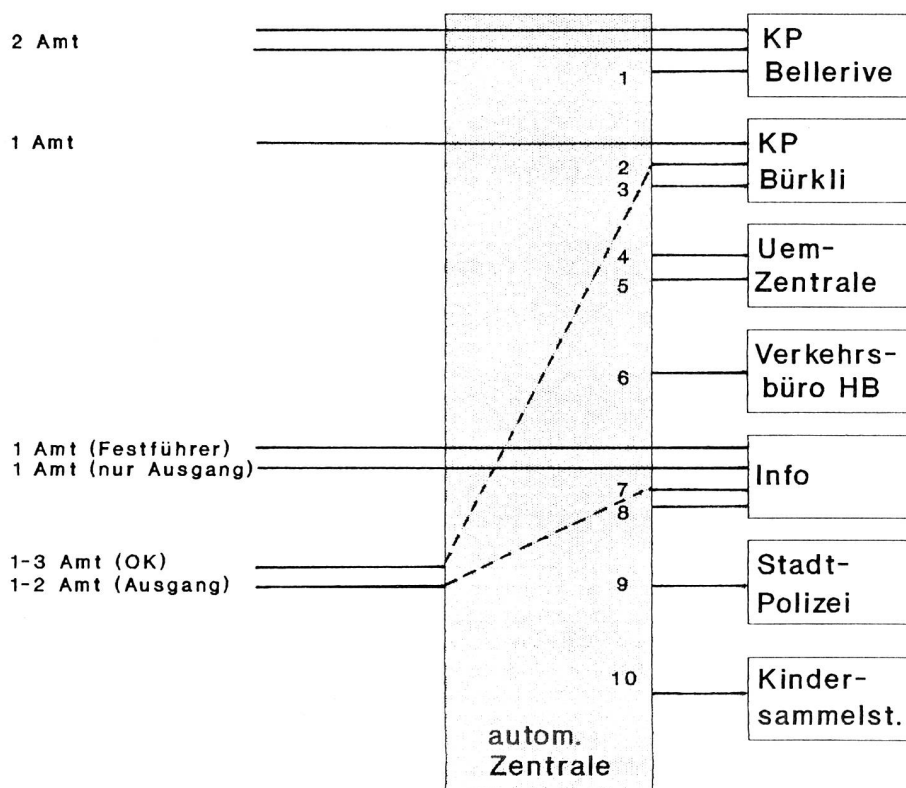 2 Amt
KP
Bellerive
1
1 Amt
KP
Bürkli
2
3
Uem-
Zentrale
4
5
Verkehrs-
büro HB
6
1 Amt (Festführer)
1 Amt (nur Ausgang)
Info
7
8
1-3 Amt (OK)
1-2 Amt (Ausgang)
Stadt-
Polizei
9
10
Kinder-
sammelst.
autom.
Zentrale